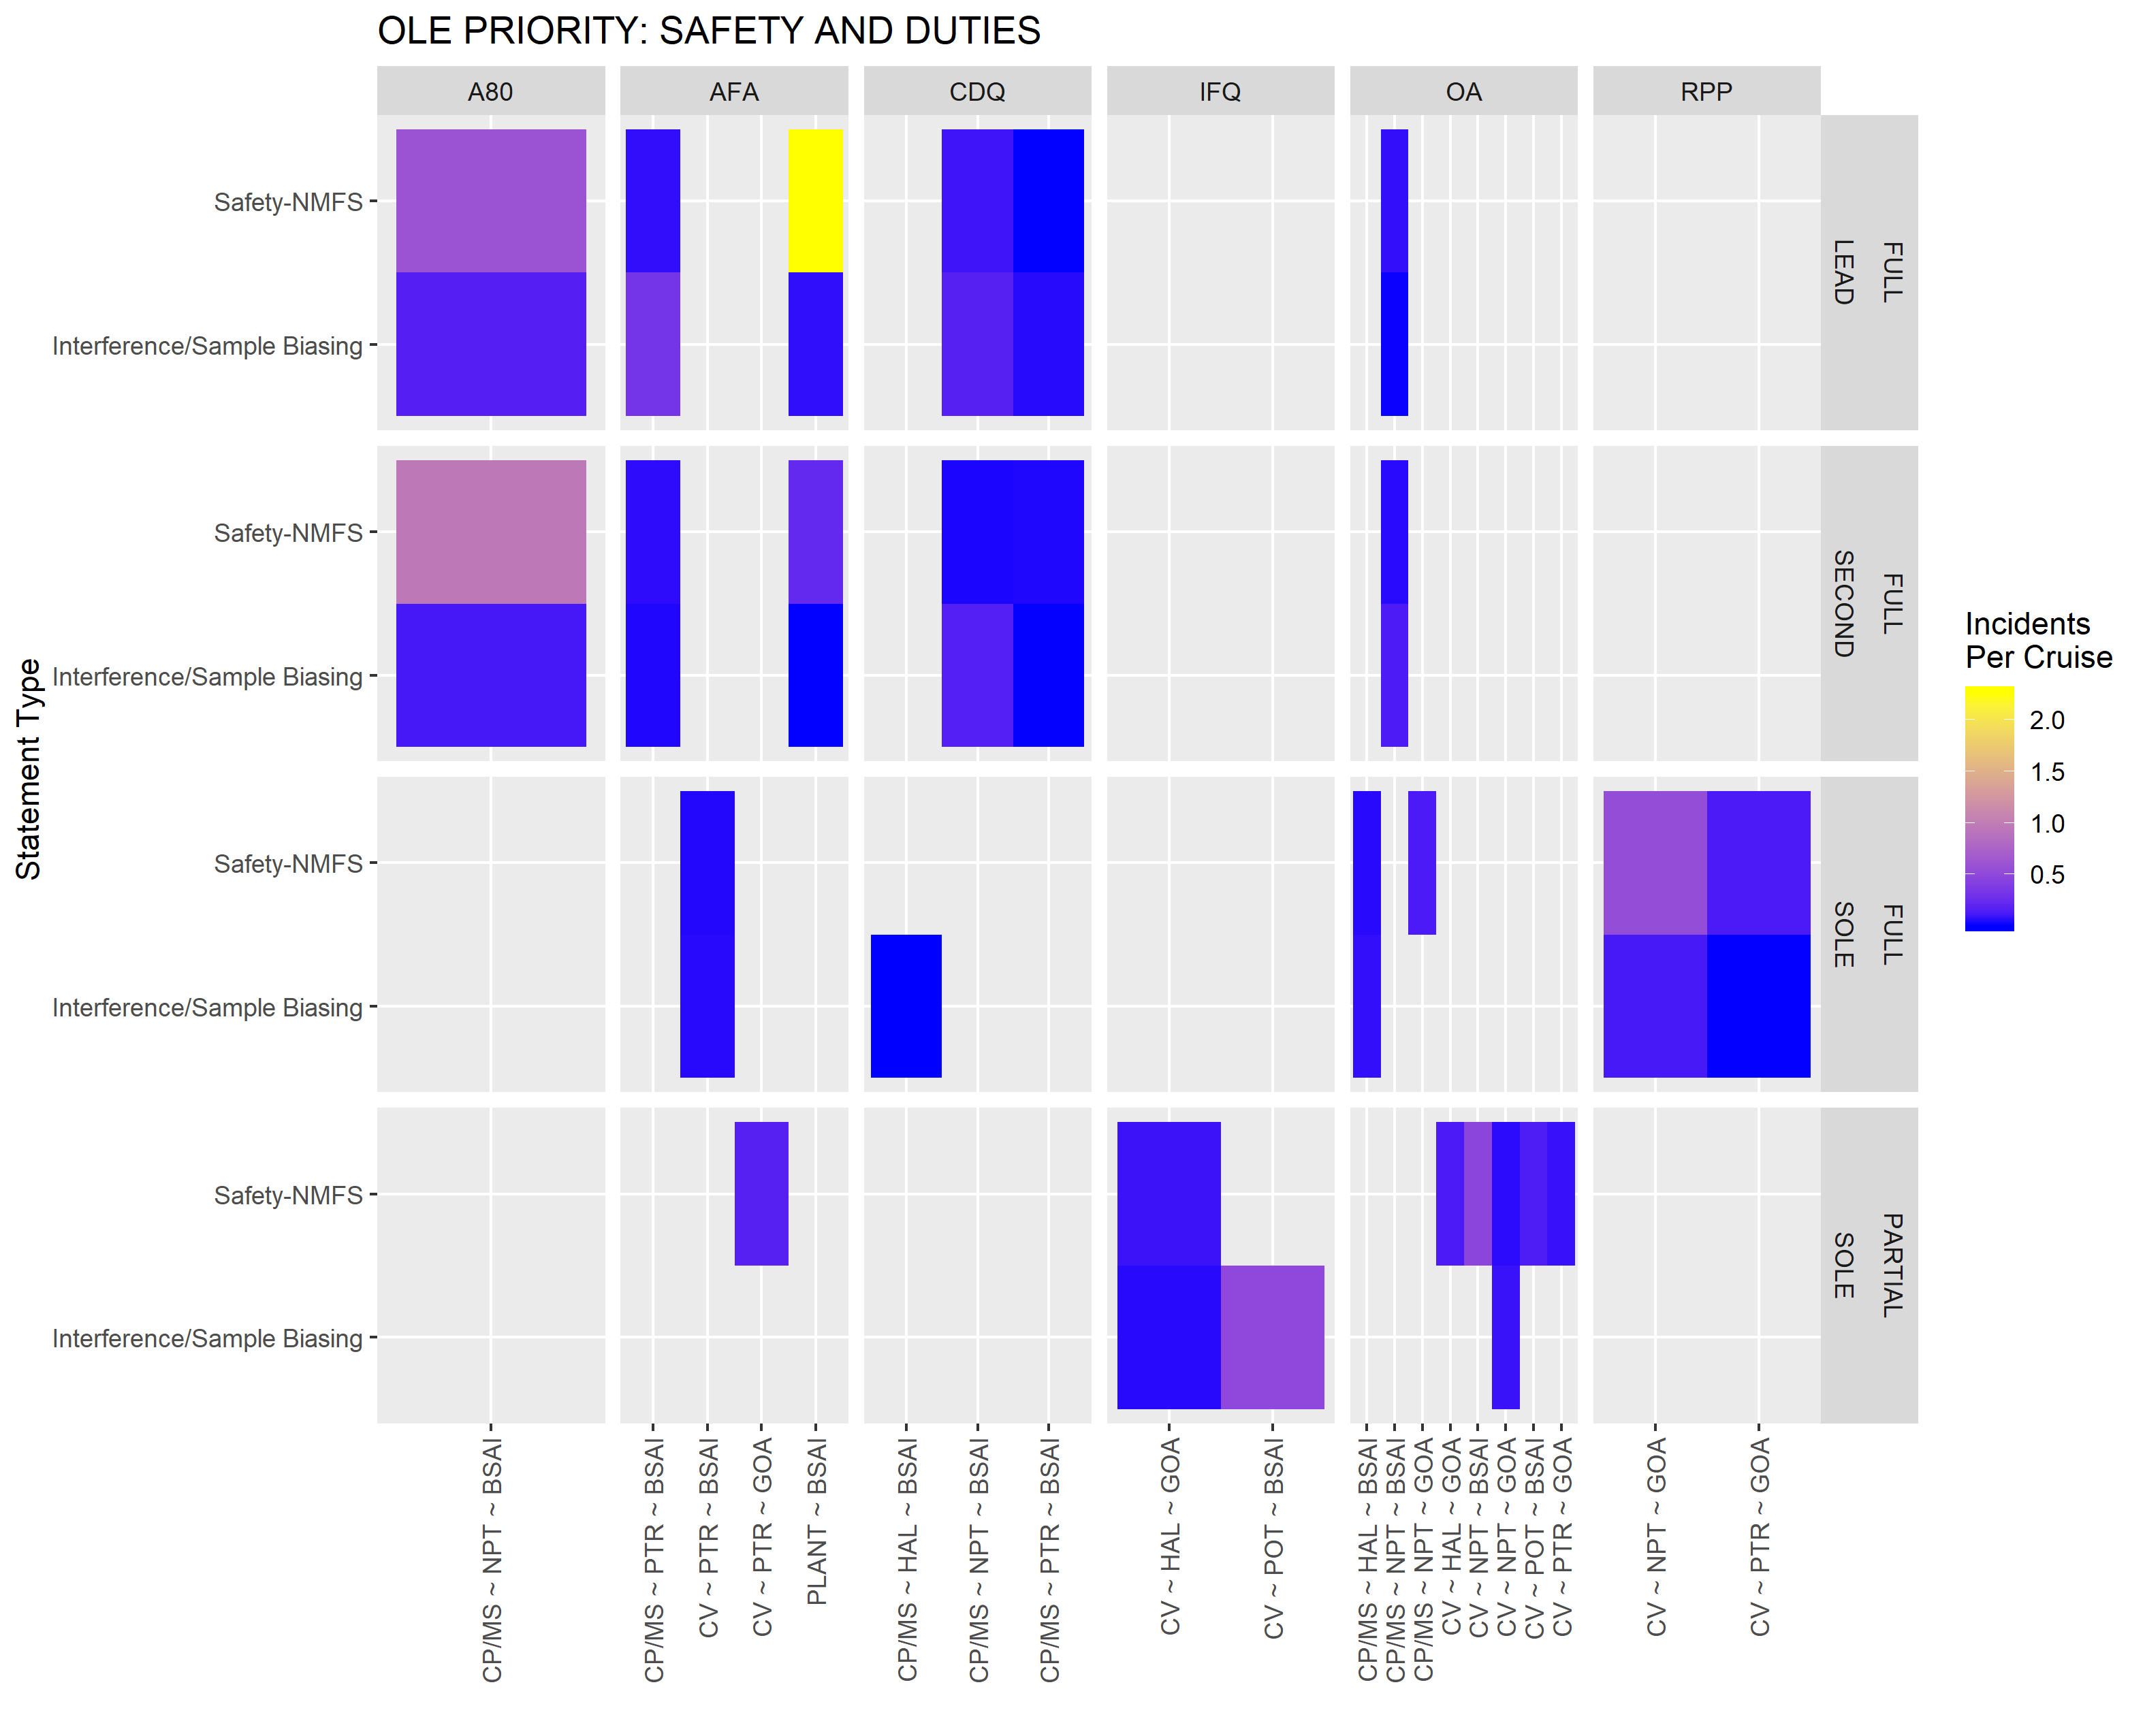 OLE PRIORITY: SAFETY AND DUTIES
A80
AFA
CDQ
IFQ
OA
RPP
Statement Type
Safety-NMFS
Interference/Sample Biasing
FULL
LEAD
Safety-NMFS
Interference/Sample Biasing
FULL
SECOND
Safety-NMFS
Interference/Sample Biasing
FULL
SOLE
Safety-NMFS
Interference/Sample Biasing
PARTIAL
SOLE
CP/MS ~ NPT ~ BSAI
CP/MS ~ PTR ~ BSAI
CV ~ PTR ~ BSAI
CV ~ PTR ~ GOA
PLANT ~ BSAI
CP/MS ~ HAL ~ BSAI
CP/MS ~ NPT ~ BSAI
CP/MS ~ PTR ~ BSAI
CV ~ HAL ~ GOA
CV ~ POT ~ BSAI
CP/MS ~ HAL ~ BSAI
CP/MS ~ NPT ~ BSAI
CP/MS ~ NPT ~ GOA
CV ~ HAL ~ GOA
CV ~ NPT ~ BSAI
CV ~ NPT ~ GOA
CV ~ POT ~ BSAI
CV ~ PTR ~ GOA
CV ~ NPT ~ GOA
CV ~ PTR ~ GOA
Incidents
Per Cruise
2.0
1.5
1.0
0.5